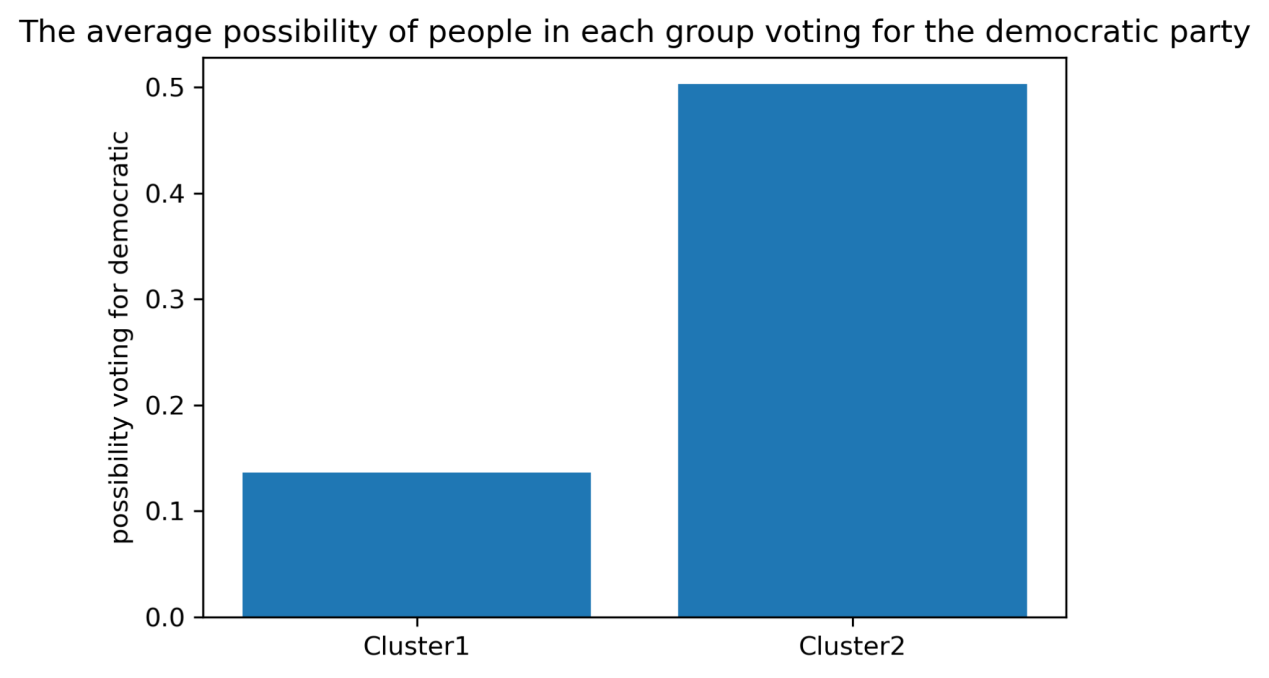 The average possibility of people in each group voting for the democratic party
possibility voting for democratic
0.5
0.4
0.3
0.2
0.1
0.0
Cluster1
Cluster2